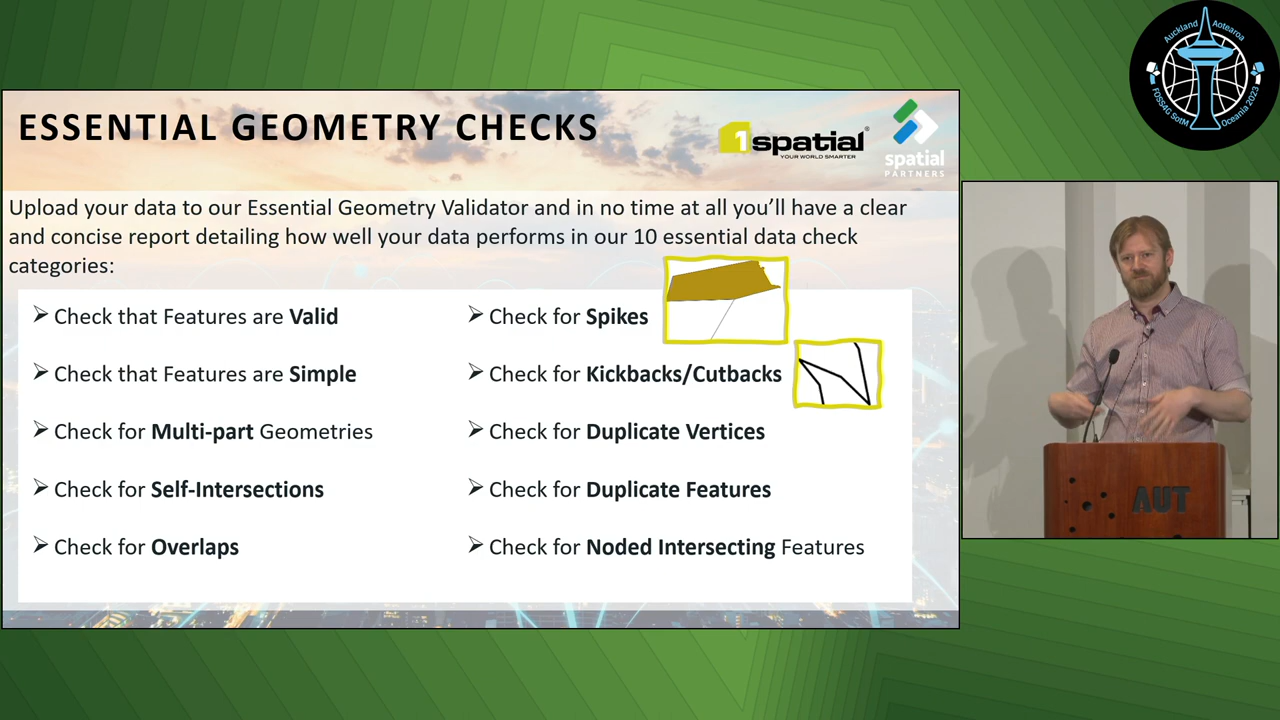 ESSENTIAL GEOMETRY CHECKS
1spatial®
YOUR WORLD SMARTER
spatial
PARTNERS
Upload your data to our Essential Geometry Validator and in no time at all you’ll have a clear
and concise report detailing how well your data performs in our 10 essential data check
categories:
➢ Check that Features are Valid
➢ Check that Features are Simple
➢ Check for Multi-part Geometries
➢ Check for Self-Intersections
➢ Check for Overlaps
➢ Check for Spikes
➢ Check for Kickbacks/Cutbacks
➢ Check for Duplicate Vertices
➢ Check for Duplicate Features
➢ Check for Noded Intersecting Features
Auckland Aotearoa
FOSS4G SotM Oceania 2023
AUT